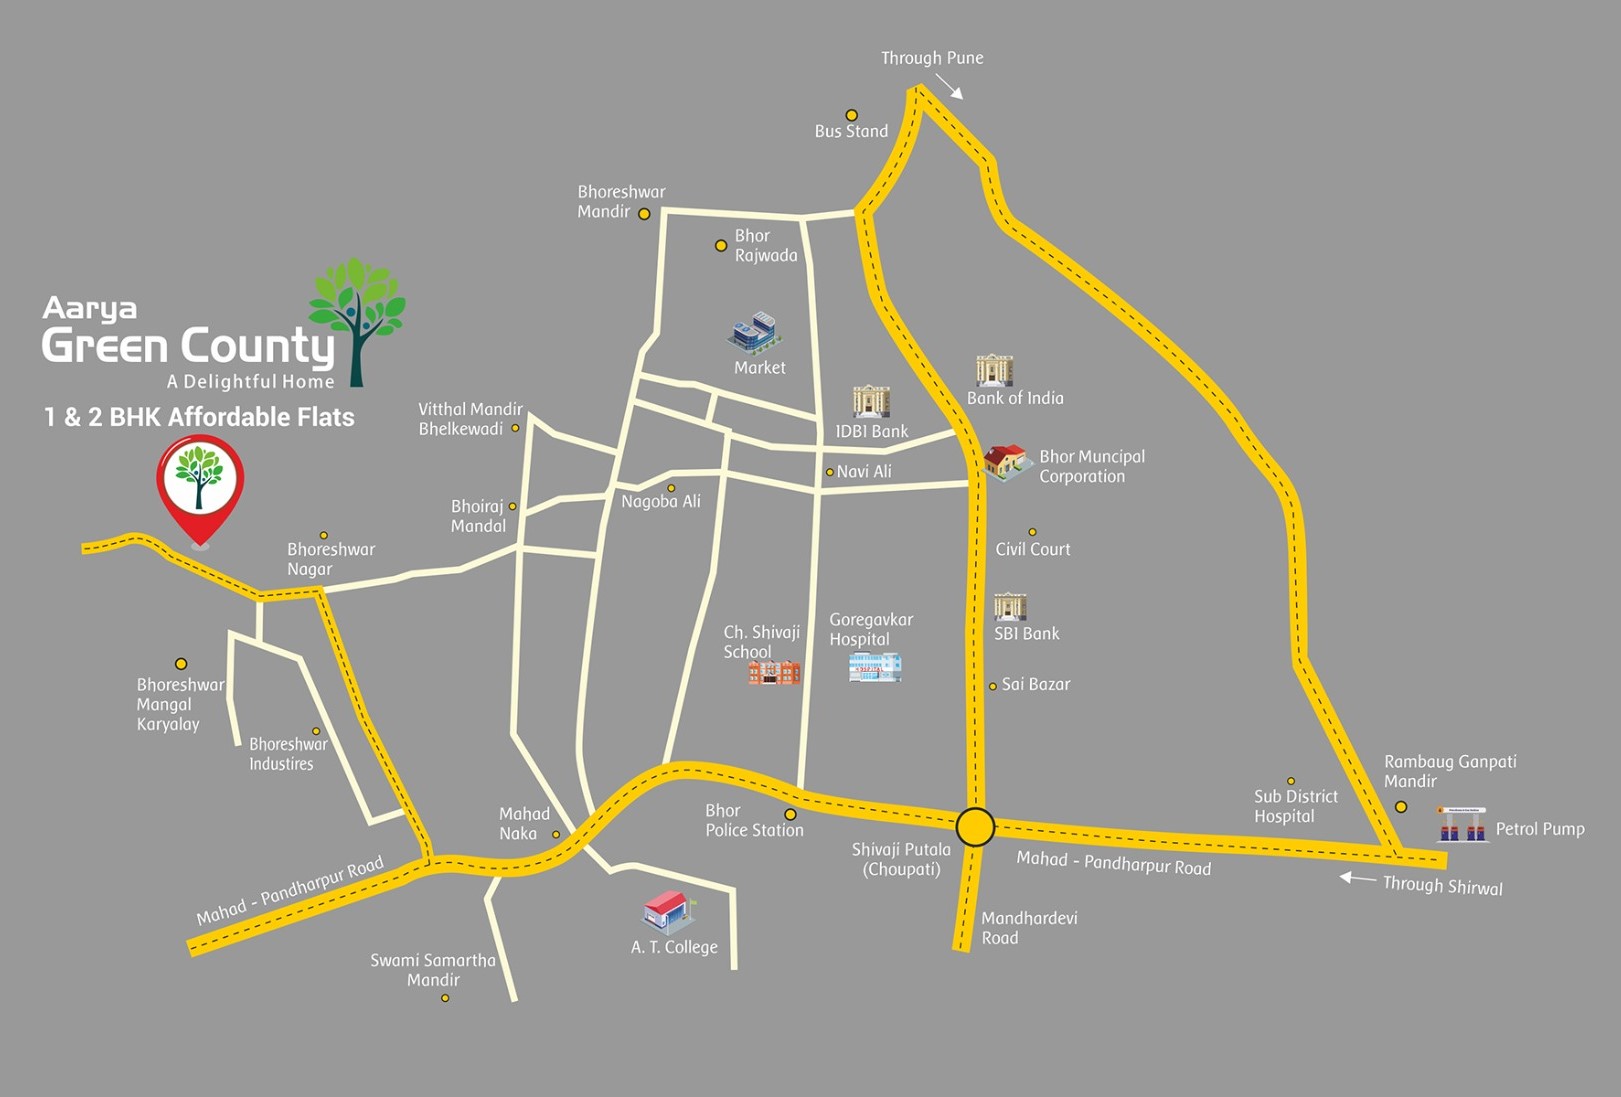 Through Pune
Bus Stand
Bhoreshwar
Mandir
Bhor
Rajwada
Aarya
Green County
A Delightful Home
1 & 2 BHK Affordable Flats
Market
Bank of India
IDBI Bank
Vitthal Mandir
Bhelkewadi
Bhor Muncipal
Corporation
Navi Ali
Nagoba Ali
Bhoiraj
Mandal
Bhoreshwar
Nagar
Civil Court
Ch. Shivaji
School
Goregavkar
Hospital
HOSPITAL
SBI Bank
Sai Bazar
Bhoreshwar
Mangal
Karyalay
Bhoreshwar
Industires
Rambaug Ganpati
Mandir
Sub District
Hospital
Petrol Pump
Mahad
Naka
Bhor
Police Station
Shivaji Putala
(Choupati)
Mahad - Pandharpur Road
Through Shirwal
Mahad - Pandharpur Road
Mandhardevi
Road
A. T. College
Swami Samartha
Mandir